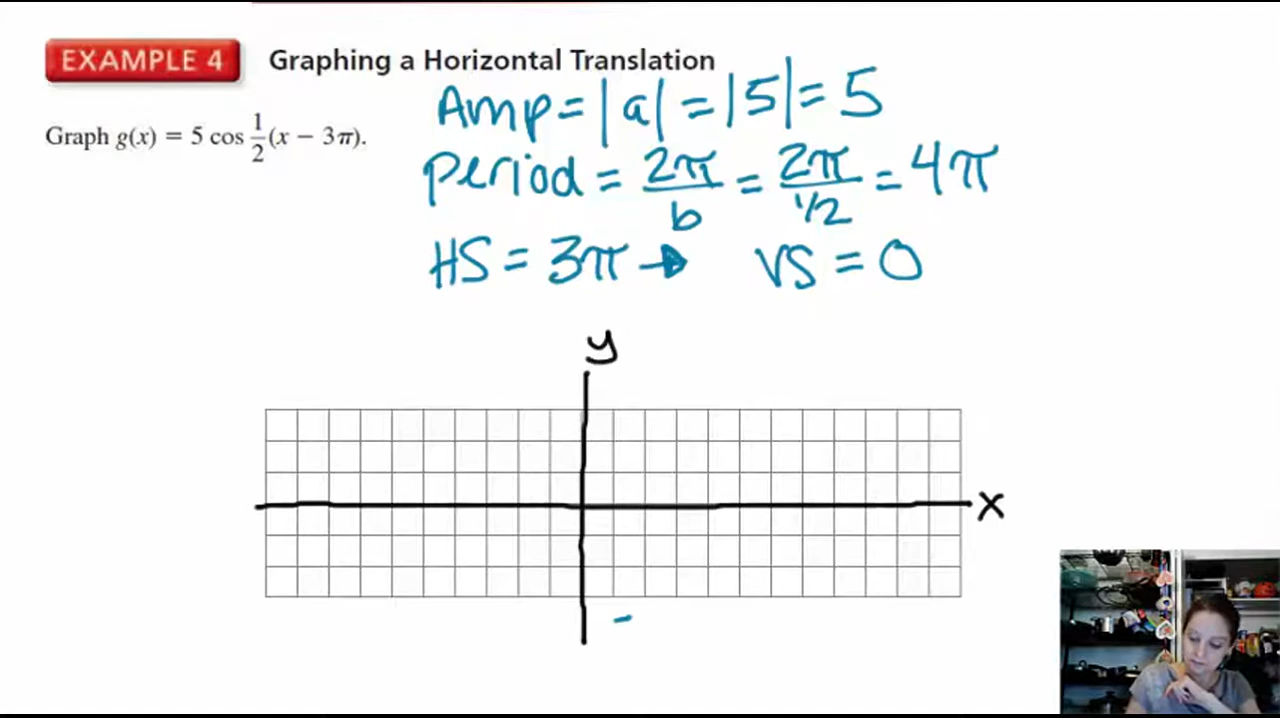 EXAMPLE 4 Graphing a Horizontal Translation
Amp = |a| = |5| = 5
Graph g(x) = 5 cos 1/2 (x − 3π).
Period = 2π/b = 2π/1/2 = 4π
HS = 3π → VS = 0
y
x
-